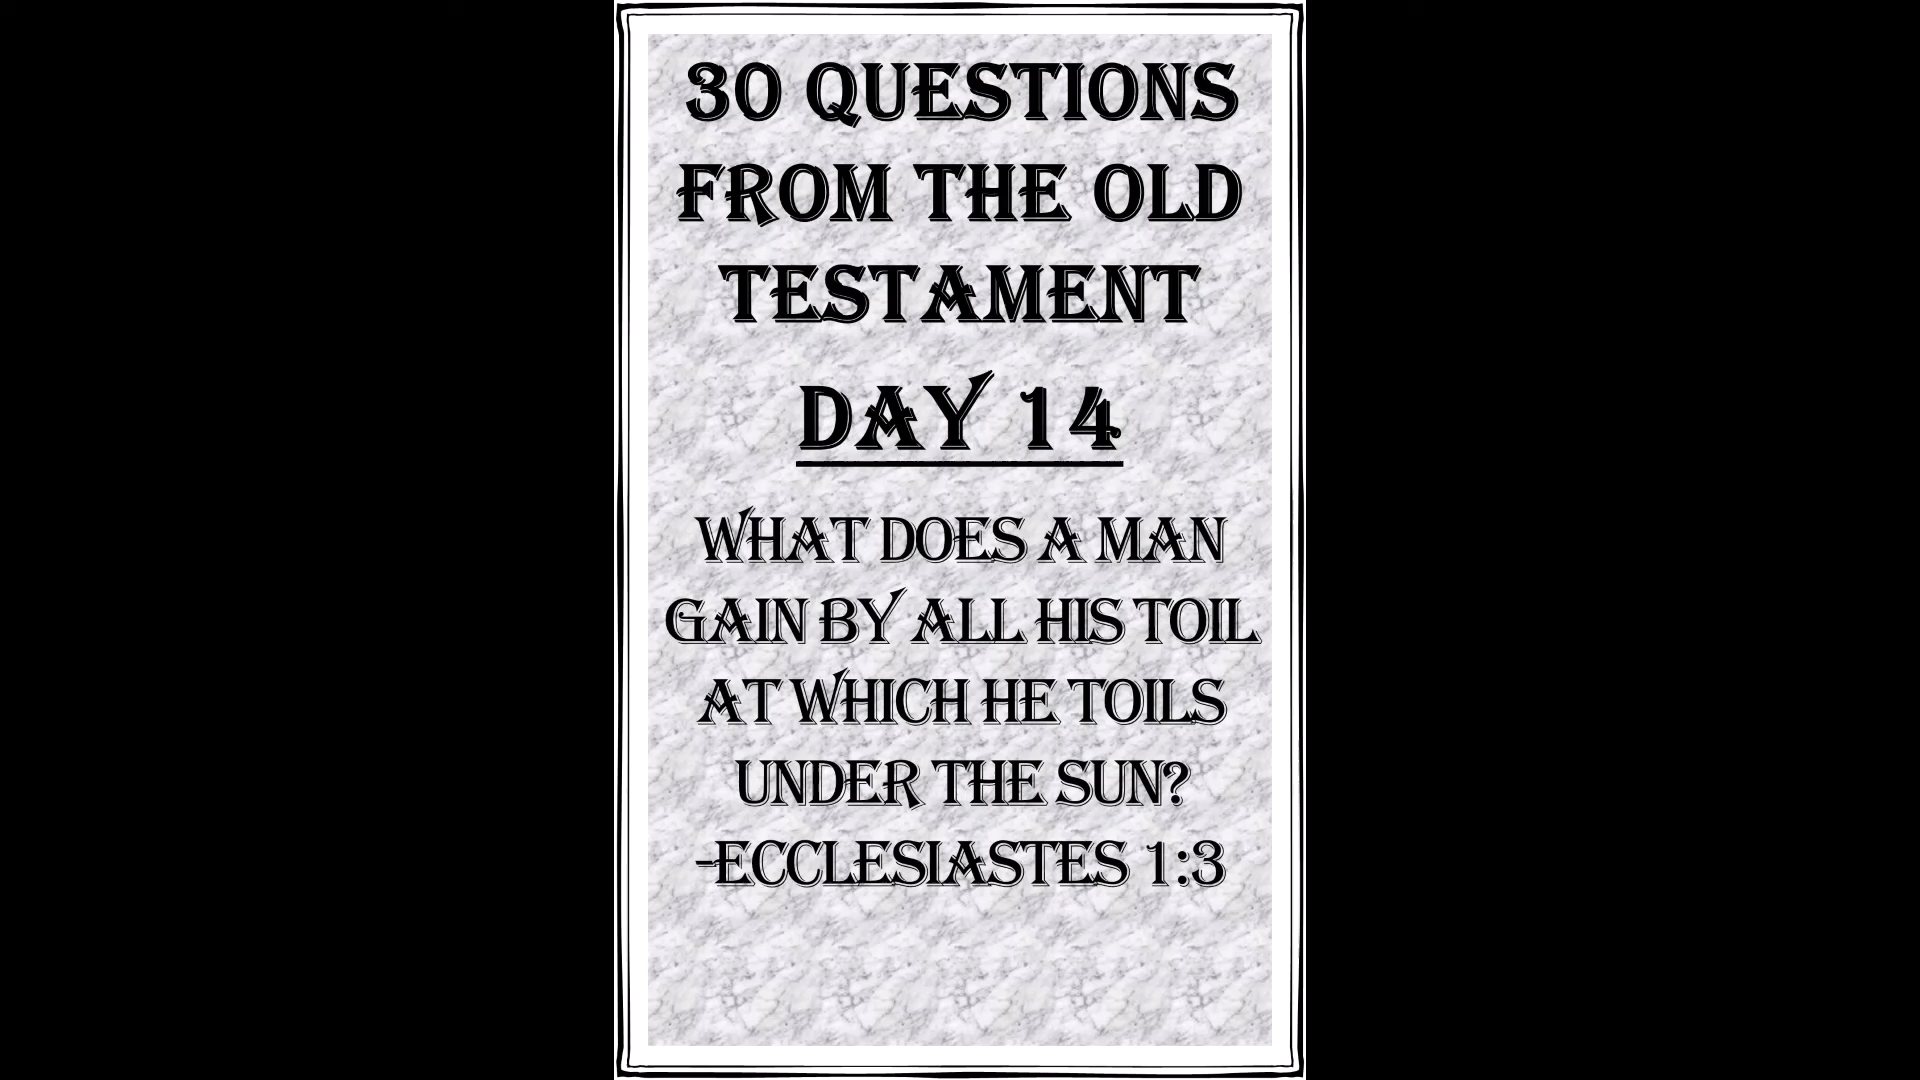 30 QUESTIONS
FROM THE OLD
TESTAMENT
DAY 14
WHAT DOES A MAN
GAIN BY ALL HIS TOIL
AT WHICH HE TOILS
UNDER THE SUN?
-ECCLESIASTES 1:3